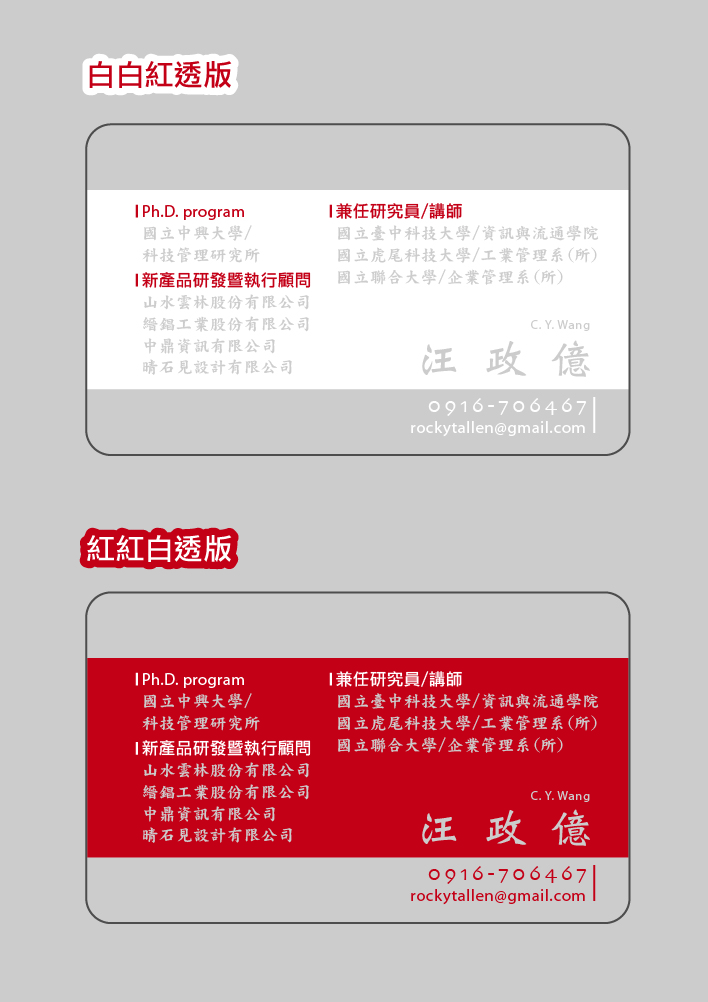 白白紅透版
Ph.D. program
國立中興大學/
科技管理研究所
新產品研發暨執行顧問
山水雲林股份有限公司
縉錩工業股份有限公司
中鼎資訊有限公司
晴石見設計有限公司
兼任研究員/講師
國立臺中科技大學/資訊與流通學院
國立虎尾科技大學/工業管理系(所)
國立聯合大學/企業管理系(所)
C. Y. Wang
汪 政 億
0916-706467
rockytallen@gmail.com
紅紅白透版
Ph.D. program
國立中興大學/
科技管理研究所
新產品研發暨執行顧問
山水雲林股份有限公司
縉錩工業股份有限公司
中鼎資訊有限公司
晴石見設計有限公司
兼任研究員/講師
國立臺中科技大學/資訊與流通學院
國立虎尾科技大學/工業管理系(所)
國立聯合大學/企業管理系(所)
C. Y. Wang
汪 政 億
0916-706467
rockytallen@gmail.com